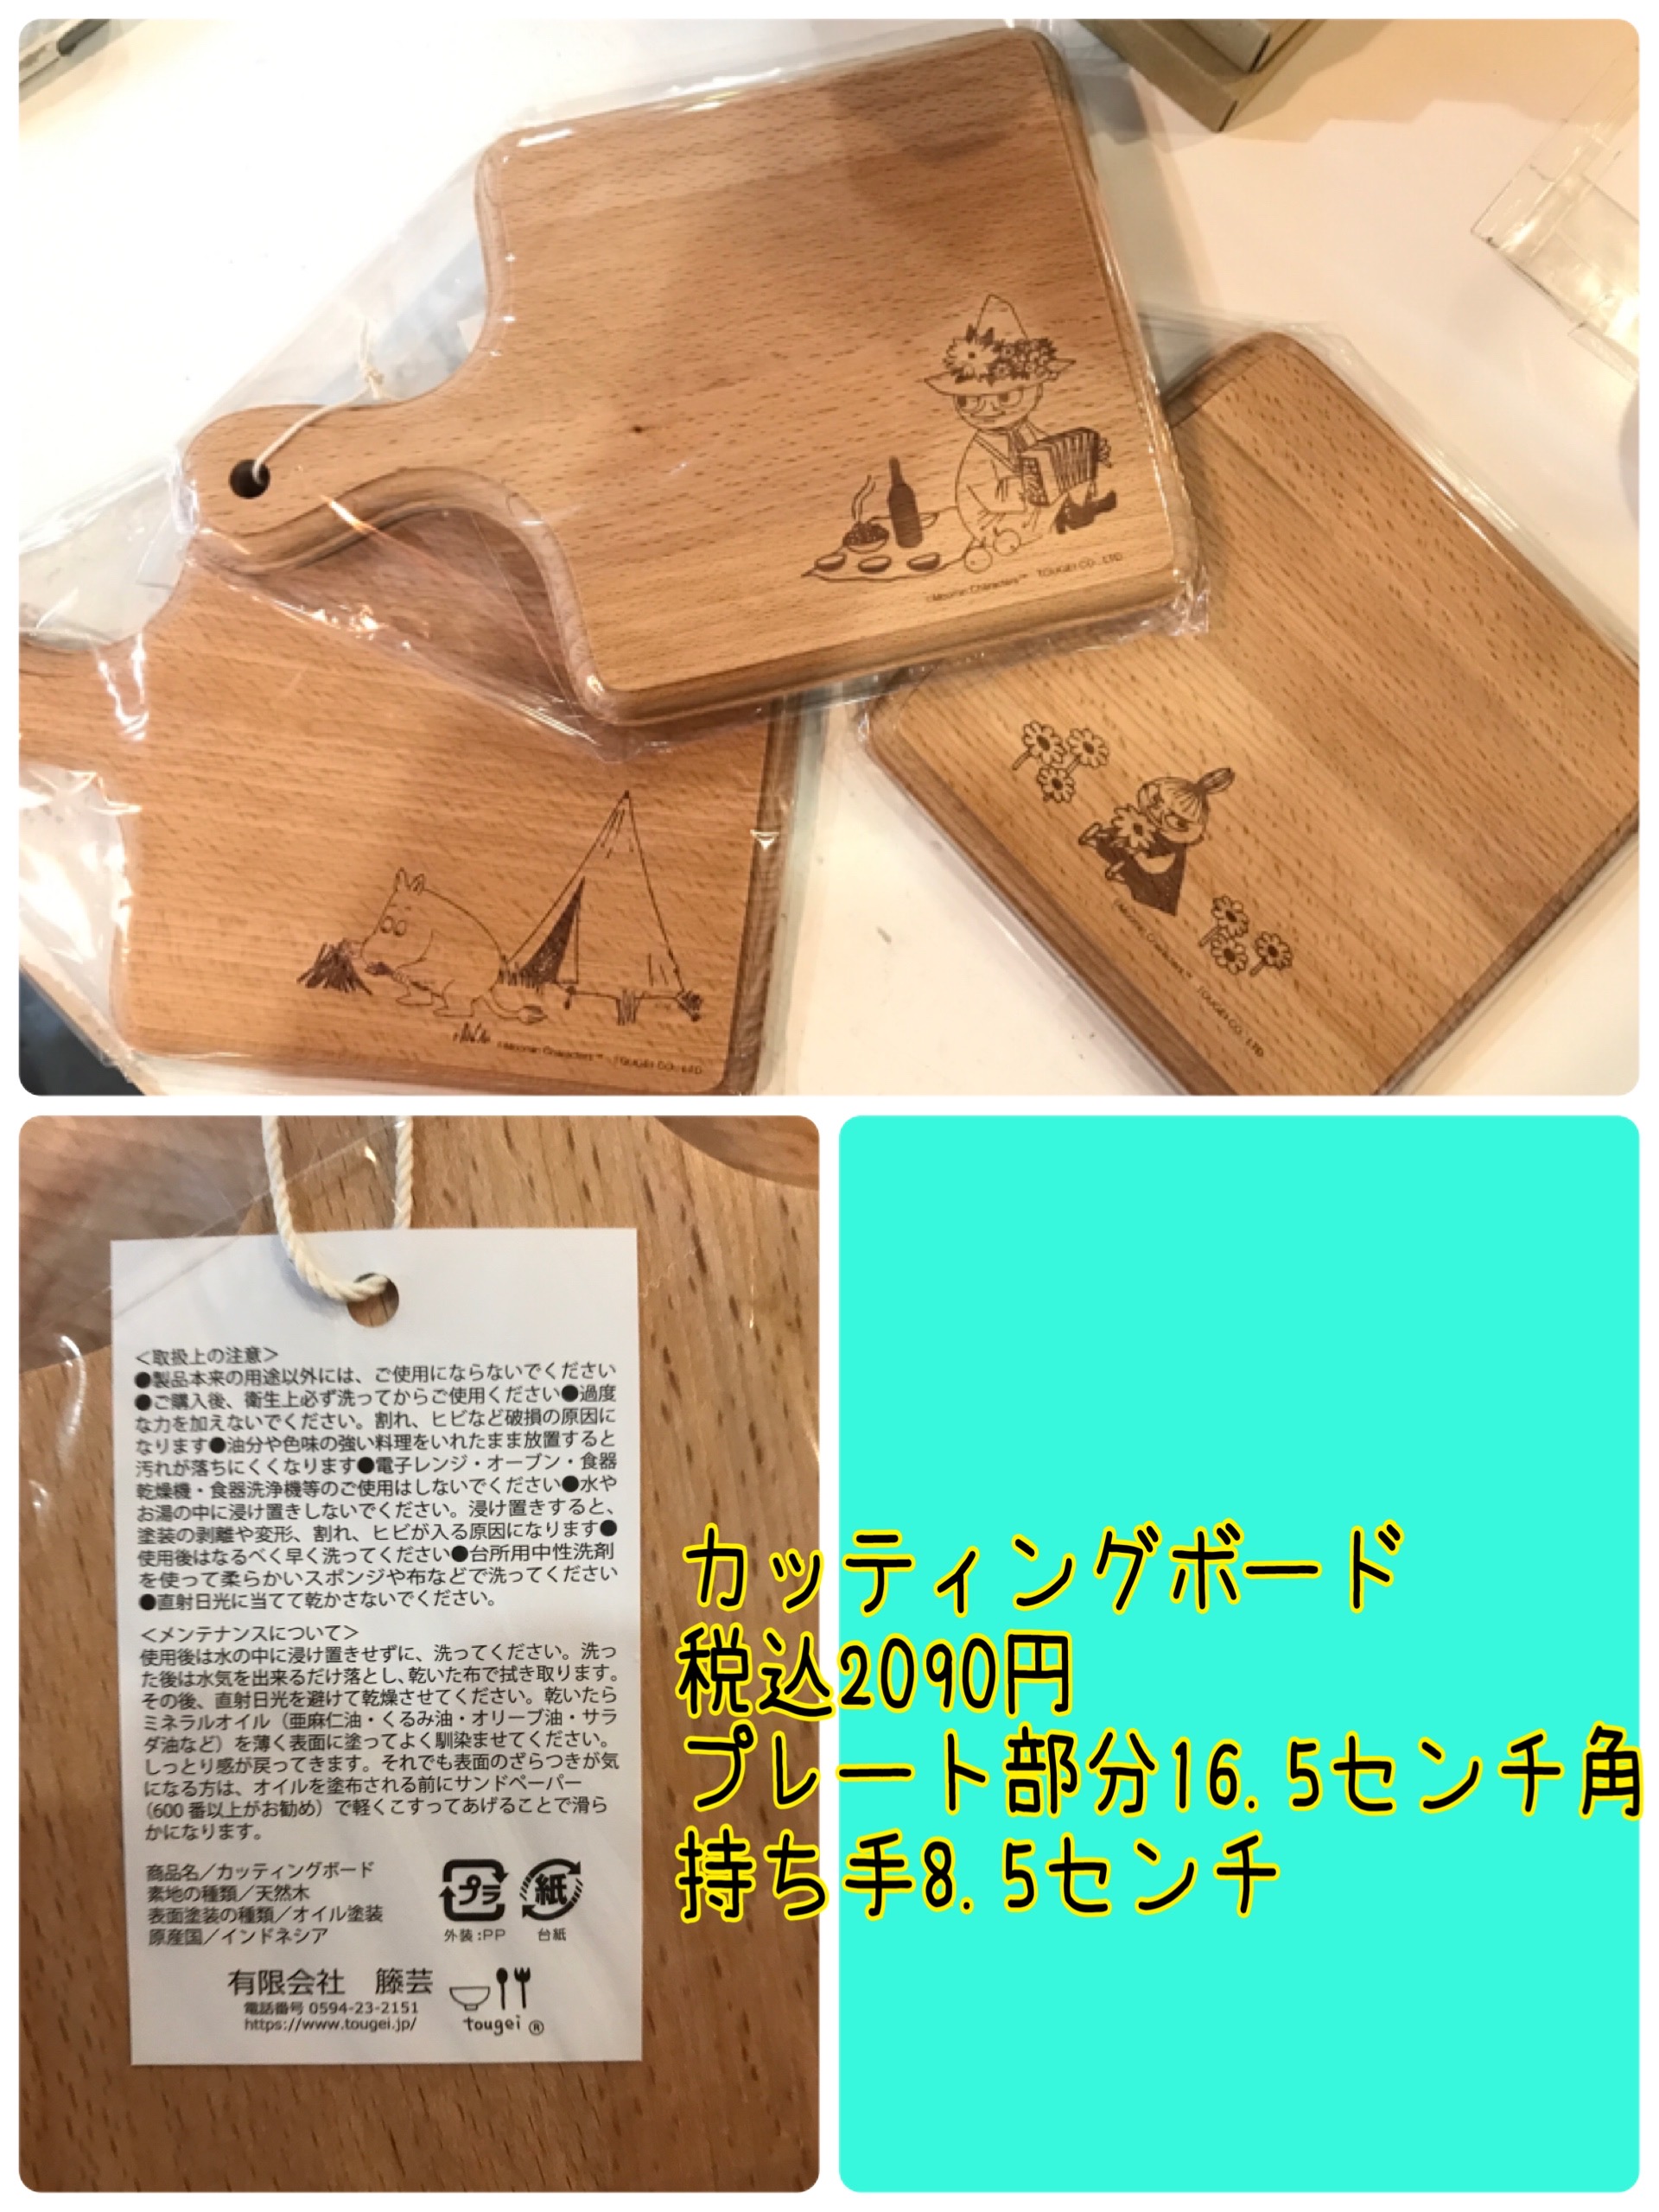 ©Moomin Characters™ TOUGEI CO., LTD
©Moomin Characters™ TOUGEI CO., LTD
©Moomin Characters™ TOUGEI CO., LTD
＜取扱上の注意＞
●製品本来の用途以外には、ご使用にならないでください
●ご購入後、衛生上必ず洗ってからご使用ください●過度
な力を加えないでください。割れ、ヒビなど破損の原因に
なります●油分や色味の強い料理をいれたまま放置すると
汚れが落ちにくくなります●電子レンジ・オーブン・食器
乾燥機・食器洗浄機等のご使用はしないでください●水や
お湯の中に浸け置きしないでください。浸け置きすると、
塗装の剥離や変形、割れ、ヒビが入る原因になります●
使用後はなるべく早く洗ってください●台所用中性洗剤
を使って柔らかいスポンジや布などで洗ってください
●直射日光に当てて乾かさないでください。
＜メンテナンスについて＞
使用後は水の中に浸け置きせずに、洗ってください。洗っ
た後は水気を出来るだけ落とし、乾いた布で拭き取ります。
その後、直射日光を避けて乾燥させてください。乾いたら
ミネラルオイル（亜麻仁油・くるみ油・オリーブ油・サラ
ダ油など）を薄く表面に塗ってよく馴染ませてください。
しっとり感が戻ってきます。それでも表面のざらつきが気
になる方は、オイルを塗布される前にサンドペーパー
（600 番以上がお勧め）で軽くこすってあげることで滑ら
かになります。
商品名／カッティングボード
素地の種類／天然木
表面塗装の種類／オイル塗装
原産国／インドネシア
プラ
外装:PP
紙
台紙
有限会社 籐芸
電話番号 0594-23-2151
https://www.tougei.jp/
tougei ®
カッティングボード
税込2090円
プレート部分16.5センチ角
持ち手8.5センチ